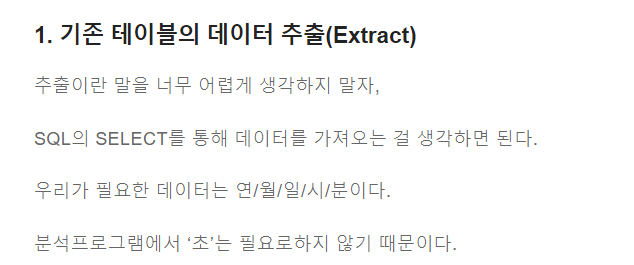 1. 기존 테이블의 데이터 추출(Extract)
추출이란 말을 너무 어렵게 생각하지 말자,
SQL의 SELECT를 통해 데이터를 가져오는 걸 생각하면 된다.
우리가 필요한 데이터는 연/월/일/시/분이다.
분석프로그램에서 ‘초’는 필요로하지 않기 때문이다.